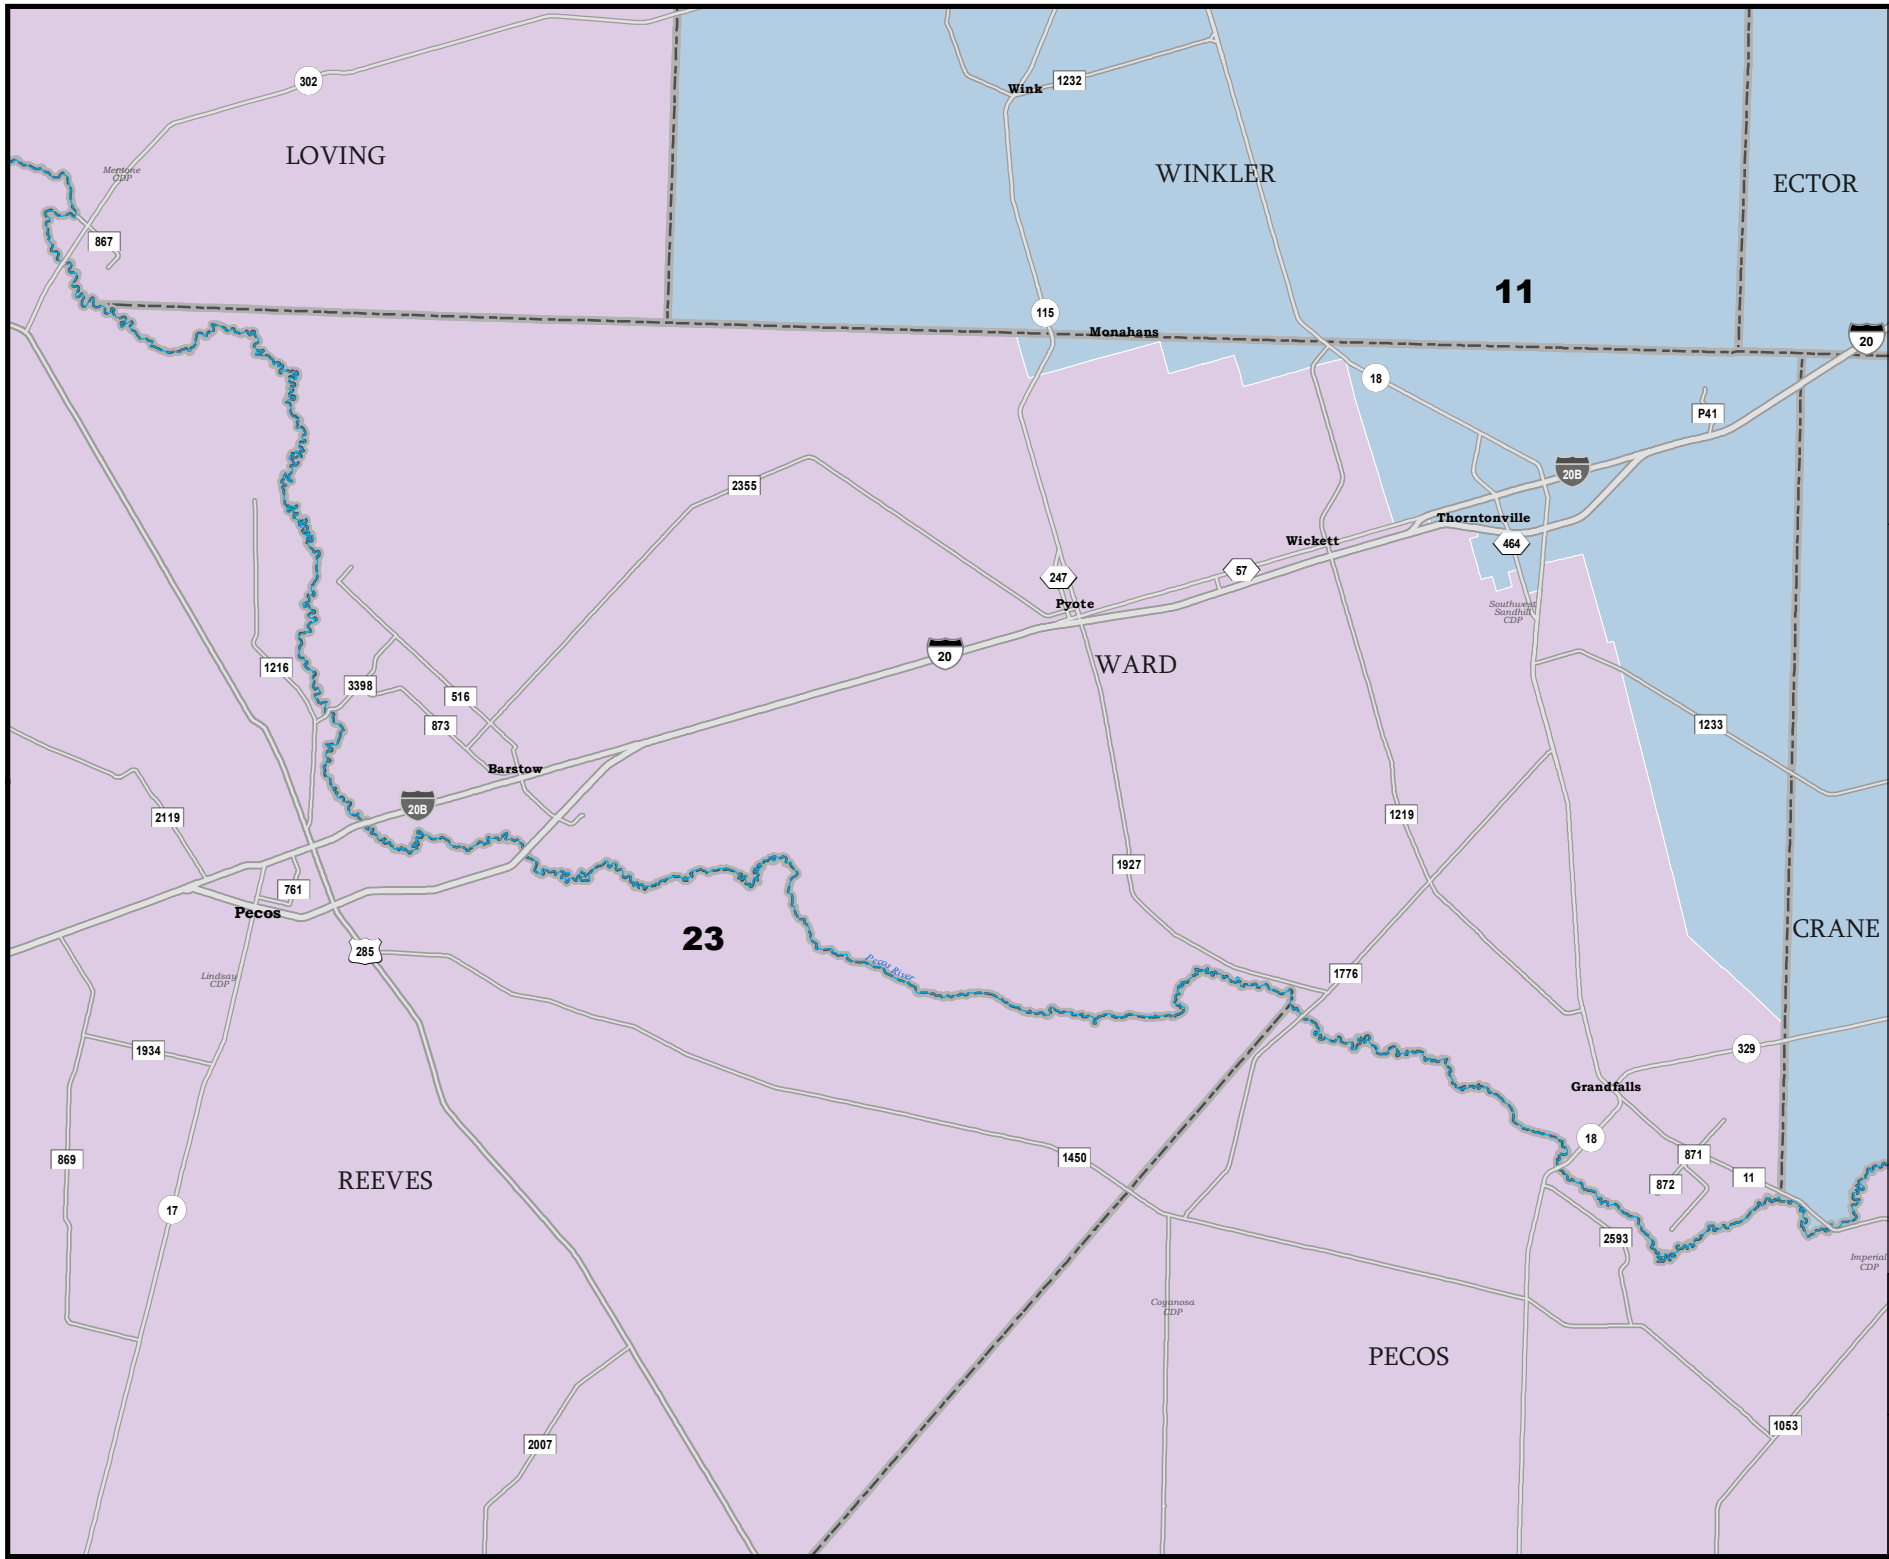 302
Wink
1232
LOVING
Mentone
CDP
WINKLER
ECTOR
867
11
115
Monahans
20
18
P41
20B
2355
Thorntonville
Wickett
464
57
247
Pyote
Southwest
Sandhill
CDP
20
WARD
1216
3398
516
873
1233
Barstow
20B
2119
1219
1927
761
Pecos
23
CRANE
285
Pecos River
1776
Lindsay
CDP
1934
329
Grandfalls
18
869
1450
871
11
872
REEVES
17
2593
Imperial
CDP
Coyanosa
CDP
PECOS
1053
2007